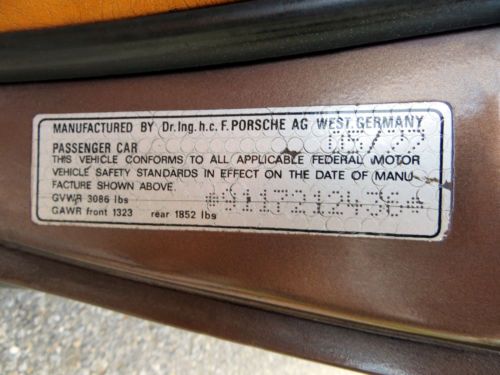 MANUFACTURED BY Dr.Ing.h.c.F.PORSCHE AG WEST GERMANY
PASSENGER CAR
THIS VEHICLE CONFORMS TO ALL APPLICABLE FEDERAL MOTOR
VEHICLE SAFETY STANDARDS IN EFFECT ON THE DATE OF MANU-
FACTURE SHOWN ABOVE.
GVWR 3086 lbs
GAWR front 1323 rear 1852 lbs